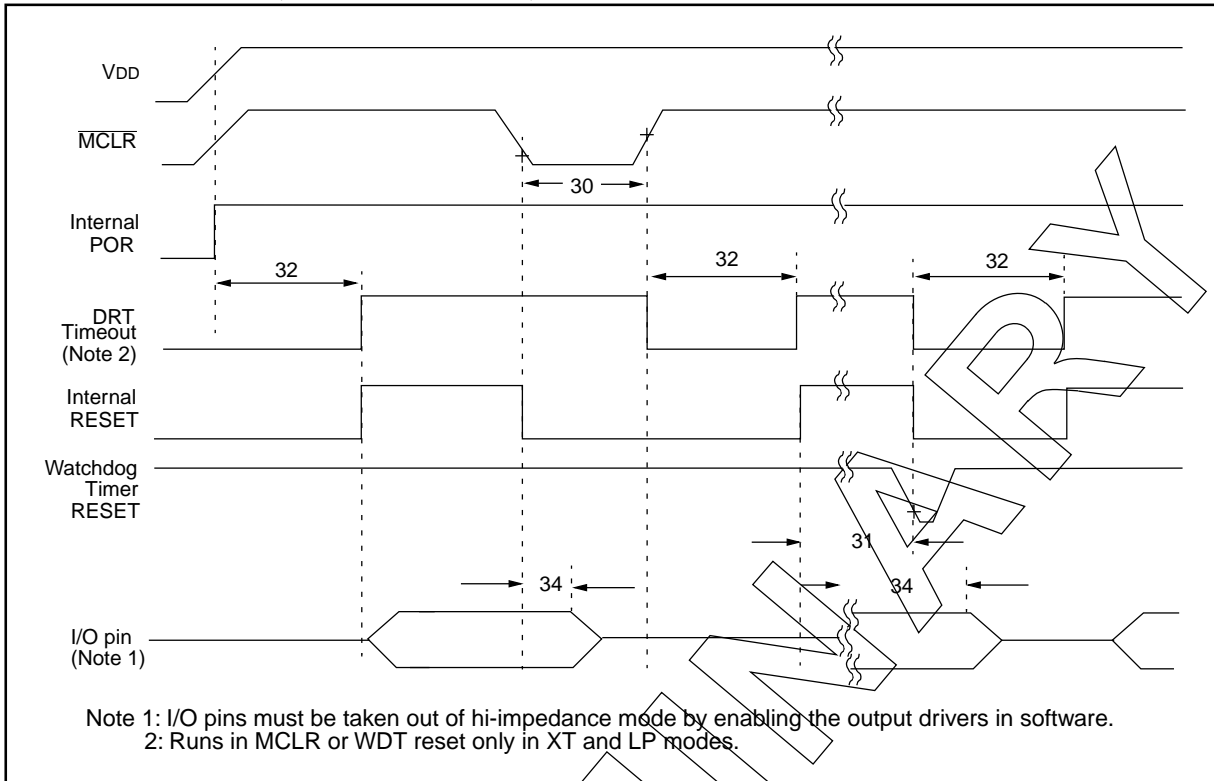 VDD
MCLR
30
Internal
POR
32
32
32
DRT
Timeout
(Note 2)
Internal
RESET
Watchdog
Timer
RESET
31
34
34
I/O pin
(Note 1)
Note 1: I/O pins must be taken out of hi-impedance mode by enabling the output drivers in software.
2: Runs in MCLR or WDT reset only in XT and LP modes.
INARY